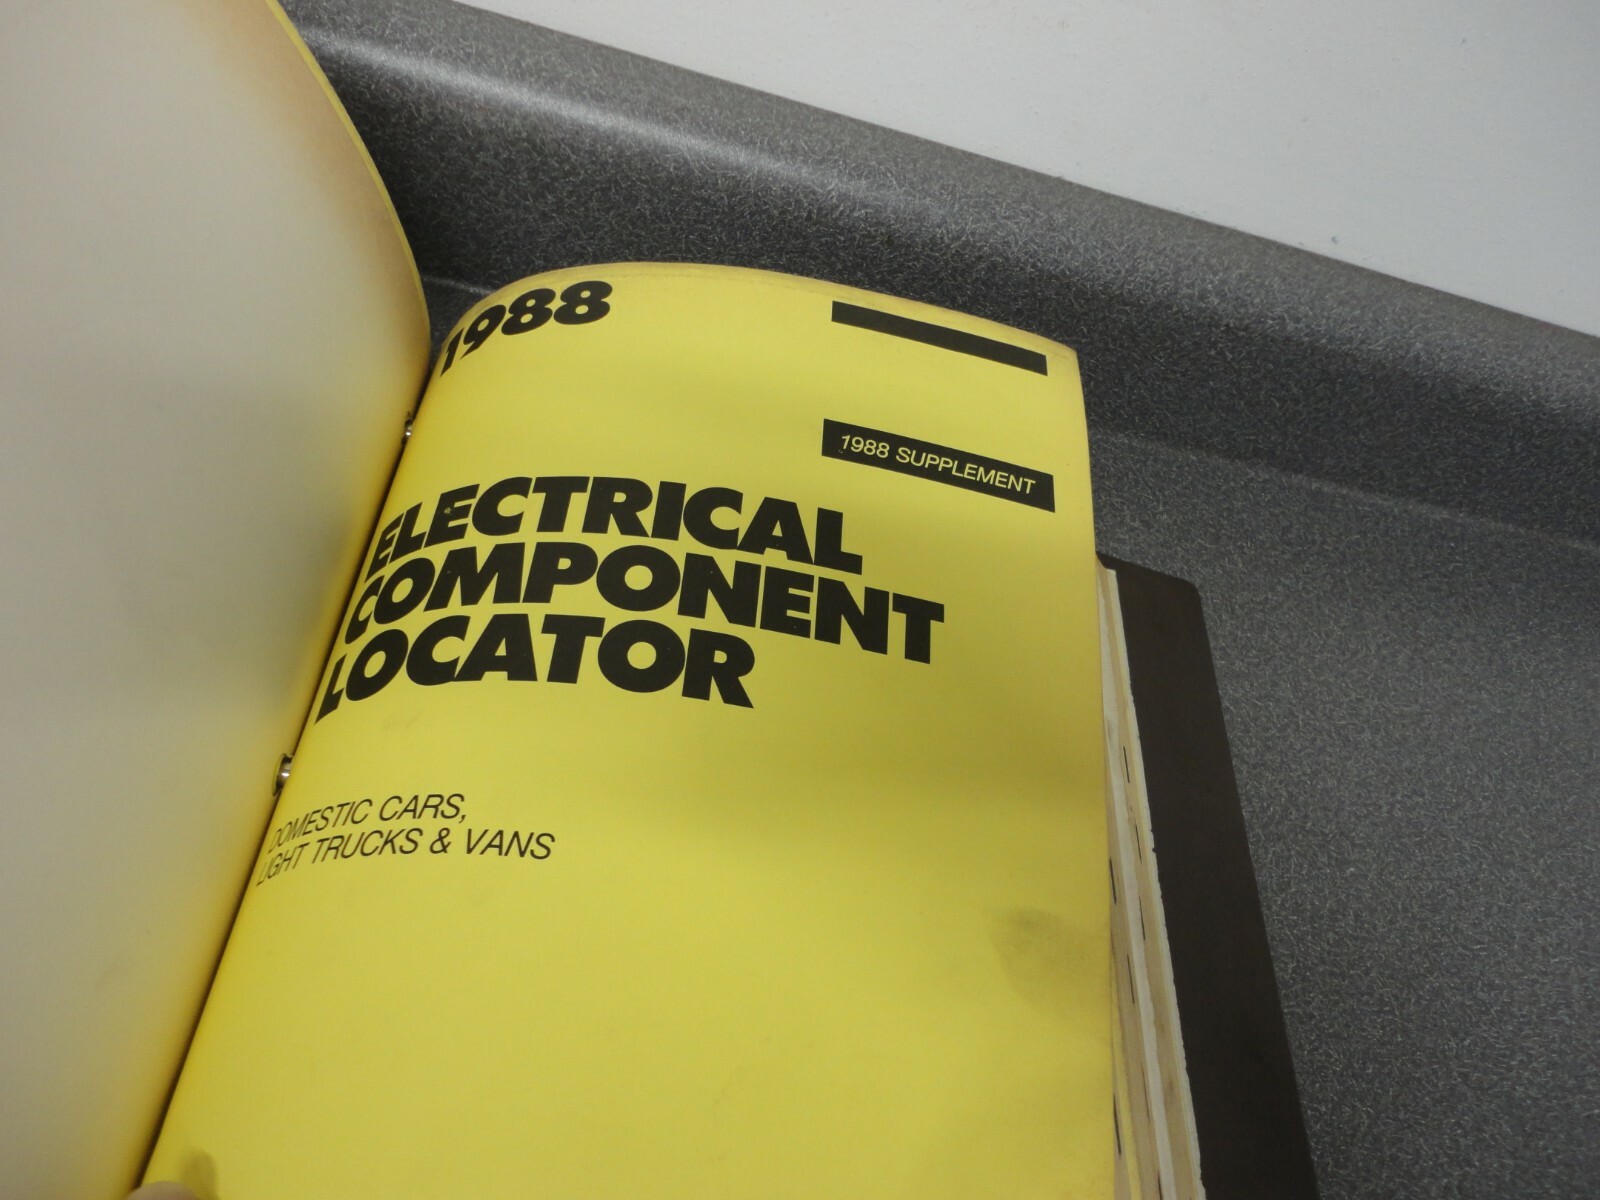 1988
1988 SUPPLEMENT
ELECTRICAL
COMPONENT
LOCATOR
DOMESTIC CARS,
LIGHT TRUCKS & VANS